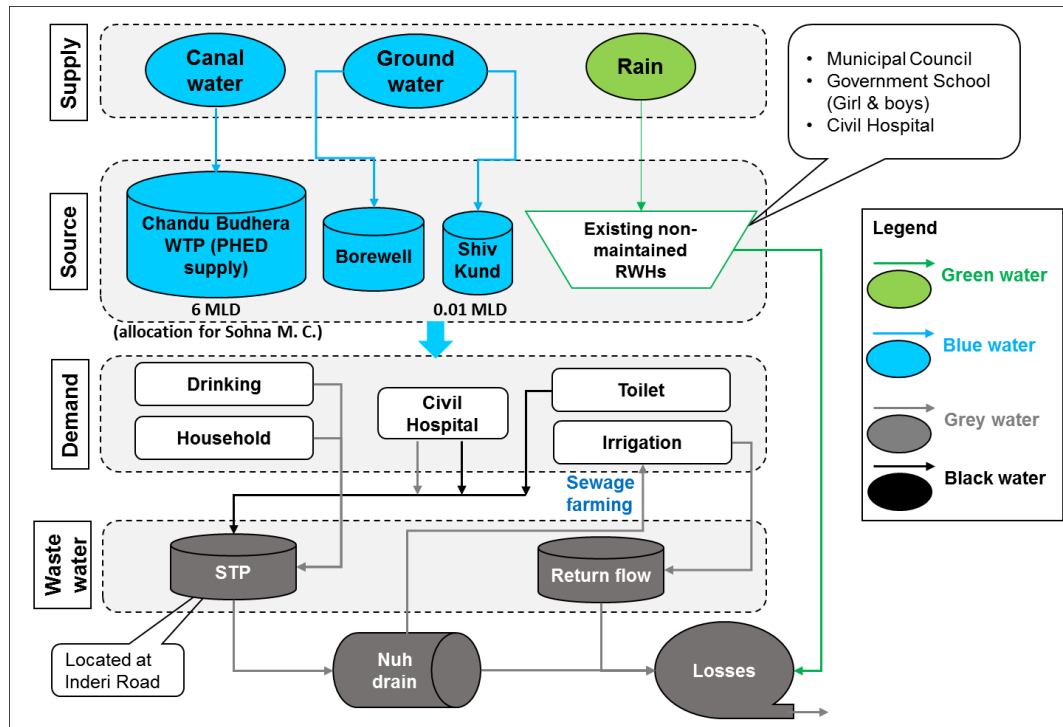 Supply
Canal
water
Ground
water
Rain
• Municipal Council
• Government School
(Girl & boys)
• Civil Hospital
Source
Chandu Budhera
WTP (PHED
supply)
Borewell
Shiv
Kund
Existing non-
maintained
RWHs
6 MLD
(allocation for Sohna M. C.)
0.01 MLD
Legend
Green water
Blue water
Grey water
Black water
Demand
Drinking
Household
Civil
Hospital
Toilet
Irrigation
Sewage
farming
Waste
water
STP
Return flow
Located at
Inderi Road
Nuh
drain
Losses